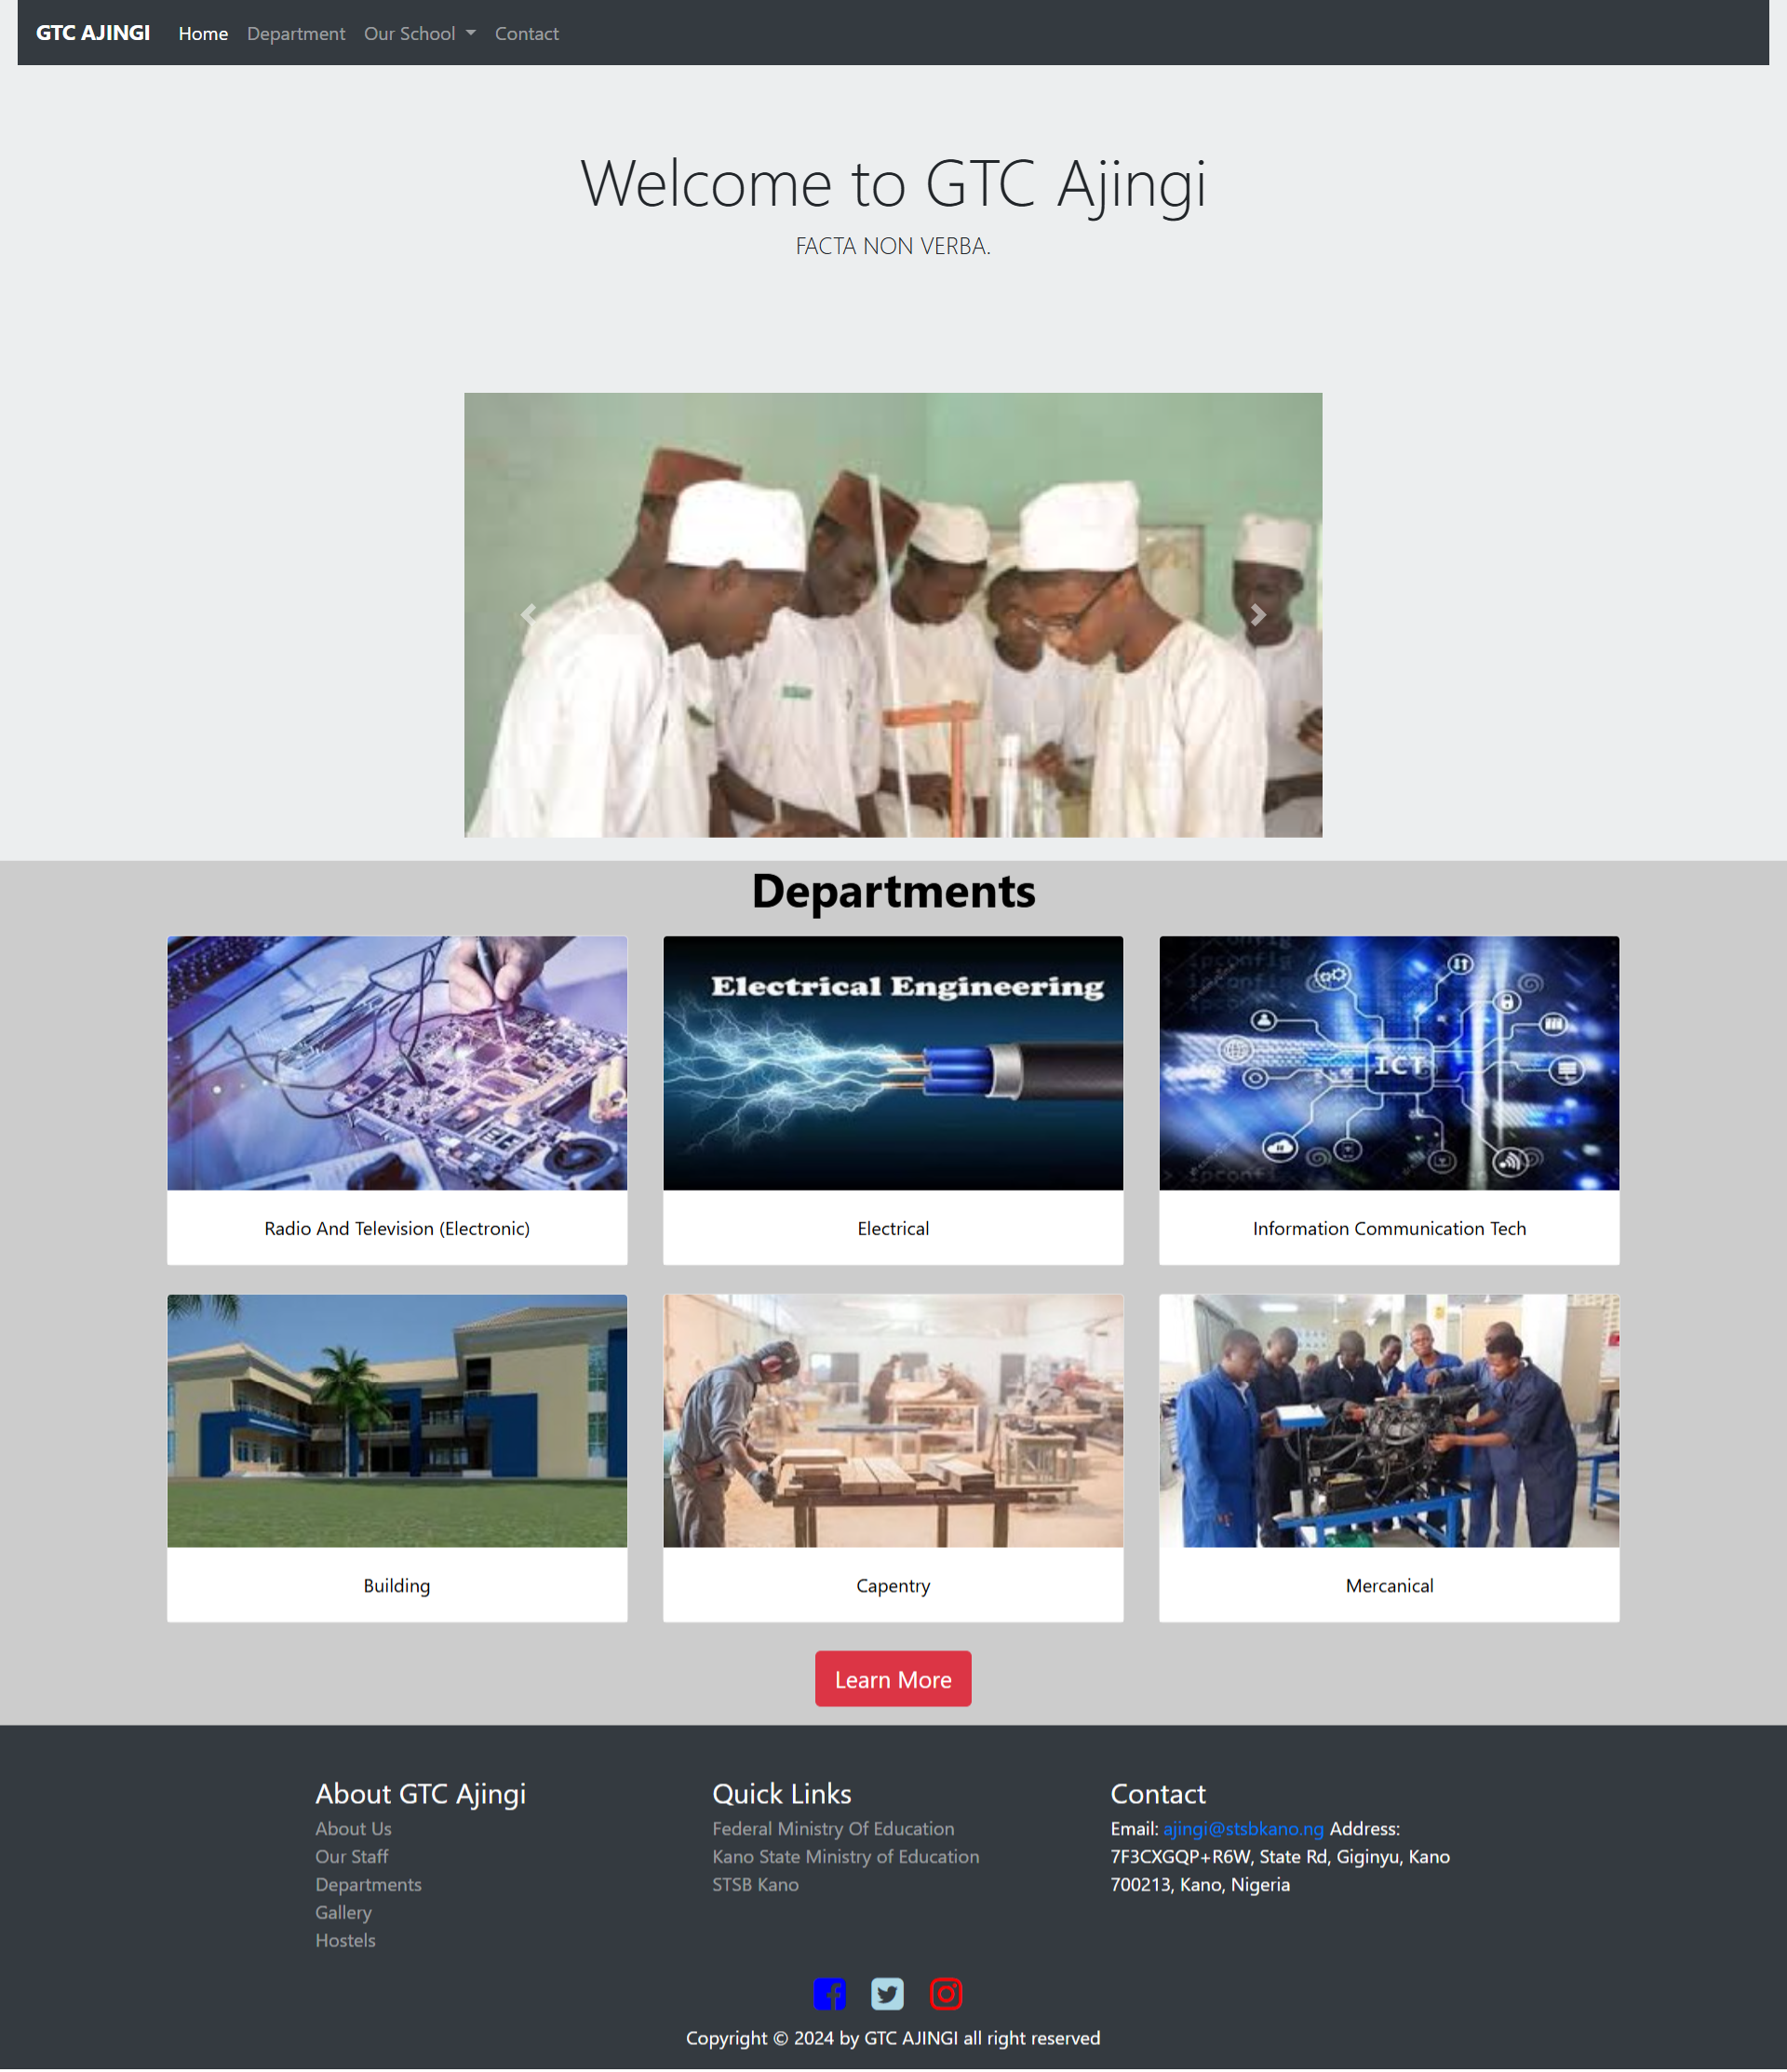 GTC AJINGI Home Department Our School Contact
Welcome to GTC Ajingi
FACTA NON VERBA.
Departments
Electrical Engineering
ipconfig
ICT
ipconfig
Radio And Television (Electronic)
Electrical
Information Communication Tech
Building
Capentry
Mercanical
Learn More
About GTC Ajingi
About Us
Our Staff
Departments
Gallery
Hostels
Quick Links
Federal Ministry Of Education
Kano State Ministry of Education
STSB Kano
Contact
Email: ajingi@stsbkano.ng Address:
7F3CXGQP+R6W, State Rd, Giginyu, Kano
700213, Kano, Nigeria
Copyright © 2024 by GTC AJINGI all right reserved